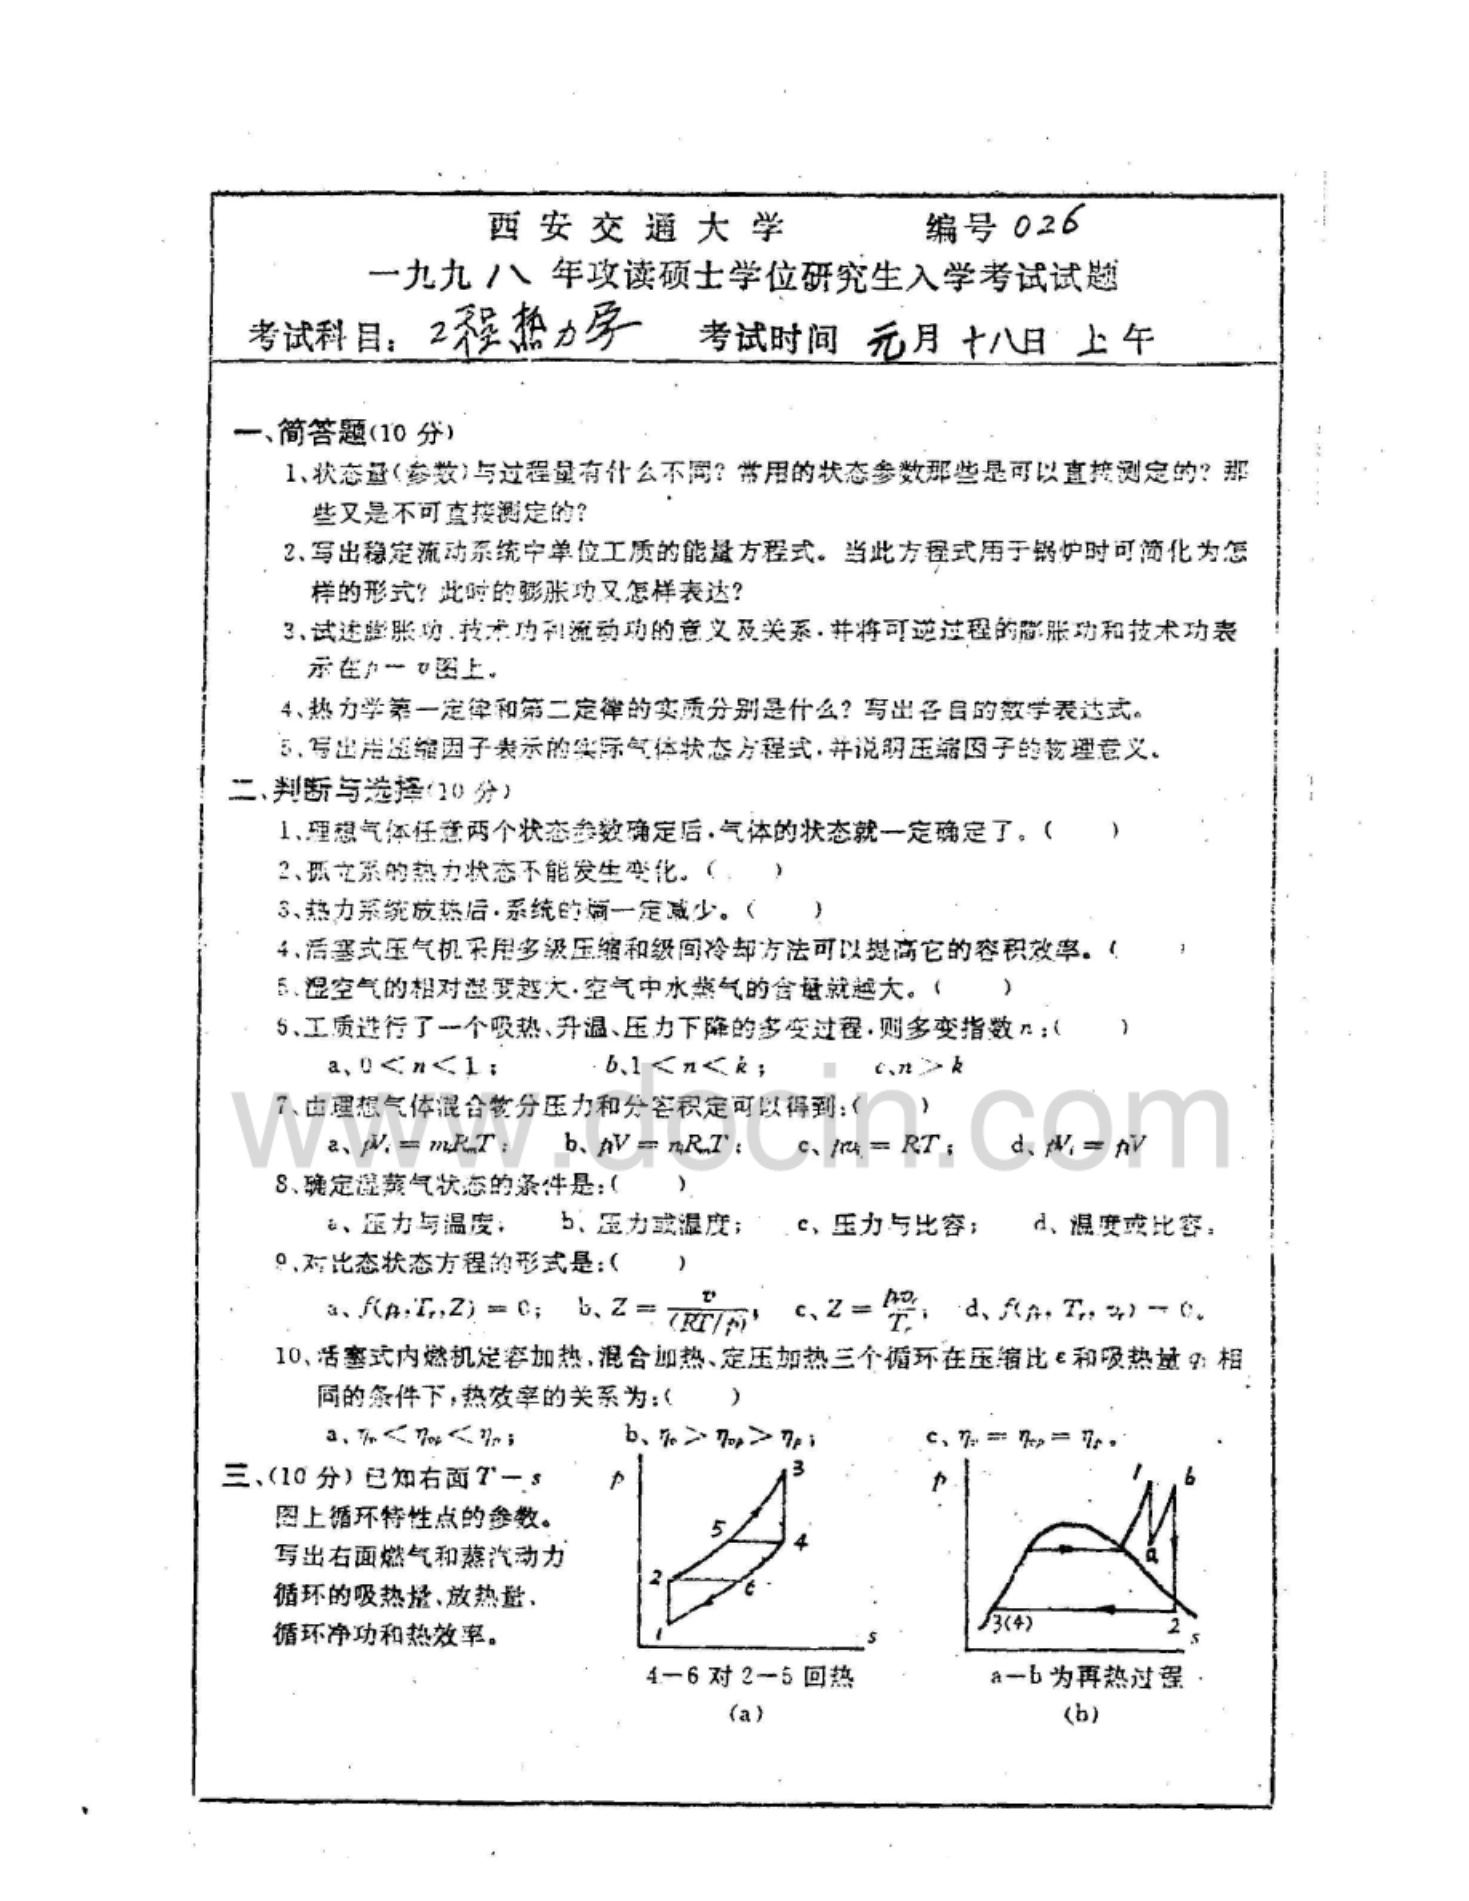 西安交通大学 编号026
一九九八年攻读硕士学位研究生入学考试试题
考试科目：工程热力学 考试时间 元月十八日 上午
一、简答题(10 分)
1、状态量(参数)与过程量有什么不同？常用的状态参数那些是可以直接测定的？那
些又是不可直接测定的？
2、写出稳定流动系统中单位工质的能量方程式。当此方程式用于锅炉时可简化为怎
样的形式？此时的膨胀功又怎样表达？
3、试述膨胀功、技术功和流动功的意义及关系，并将可逆过程的膨胀功和技术功表
示在p－v图上。
4、热力学第一定律和第二定律的实质分别是什么？写出各自的数学表达式。
5、写出用压缩因子表示的实际气体状态方程式，并说明压缩因子的物理意义。
二、判断与选择(10 分)
1、理想气体任意两个状态参数确定后，气体的状态就一定确定了。( )
2、孤立系的热力状态不能发生变化。( )
3、热力系统放热后，系统的熵一定减少。( )
4、活塞式压气机采用多级压缩和级间冷却方法可以提高它的容积效率。( )
5、湿空气的相对湿度越大，空气中水蒸气的含量就越大。( )
6、工质进行了一个吸热、升温、压力下降的多变过程，则多变指数 n：( )
a、0＜n＜1； b、1＜n＜k； c、n＞k
7、由理想气体混合物分压力和分容积定可以得到：( )
a、pVᵢ＝mᵢRₘT； b、pᵢV＝nᵢRₘT； c、pᵢvᵢ＝RᵢT； d、pVᵢ＝pᵢV
8、确定湿蒸气状态的条件是：( )
a、压力与温度； b、压力或温度； c、压力与比容； d、温度或比容。
9、对比态状态方程的形式是：( )
a、f(pᵣ,Tᵣ,Z)＝0； b、Z＝v/(RT/p)； c、Z＝pᵣvᵣ/Tᵣ； d、f(pᵣ，Tᵣ，vᵣ)＝0。
10、活塞式内燃机定容加热、混合加热、定压加热三个循环在压缩比 ε 和吸热量 q₁ 相
同的条件下，热效率的关系为：( )
a、ηv＜ηvp＜ηp； b、ηv＞ηvp＞ηp； c、ηv＝ηvp＝ηp。
三、(10 分) 已知右面 T－s
图上循环特性点的参数。
写出右面燃气和蒸汽动力
循环的吸热量、放热量、
循环净功和热效率。
p 3 5 4 2 6 1 s
4－6 对 2－5 回热
(a)
p 1 b a 3(4) 2 s
a－b 为再热过程
(b)
www.docin.com